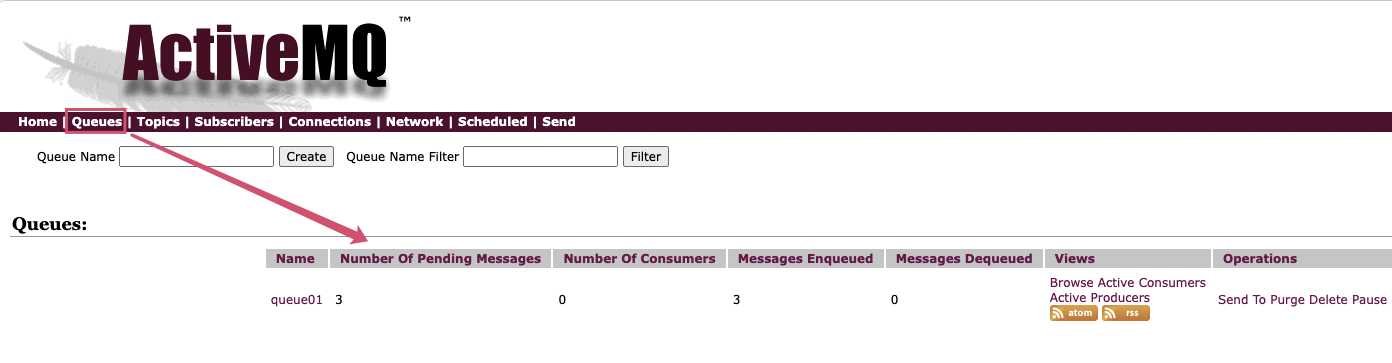 ActiveMQ™
Home | Queues | Topics | Subscribers | Connections | Network | Scheduled | Send
Queue Name Create Queue Name Filter Filter
Queues:
Name Number Of Pending Messages Number Of Consumers Messages Enqueued Messages Dequeued Views Operations
queue01 3 0 3 0 Browse Active Consumers
Active Producers
atom rss
Send To Purge Delete Pause